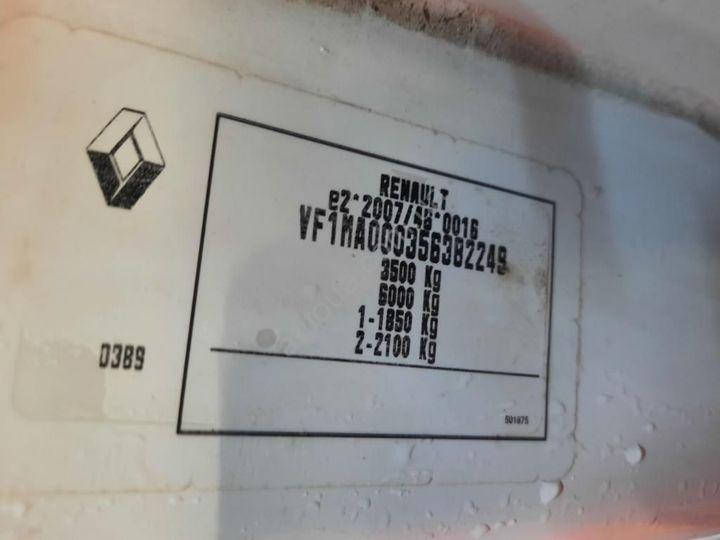 RENAULT
e2*2007/46*0016
VF1MA000356382249
3500 Kg
6000 Kg
1-1850 Kg
2-2100 Kg
0389
501875